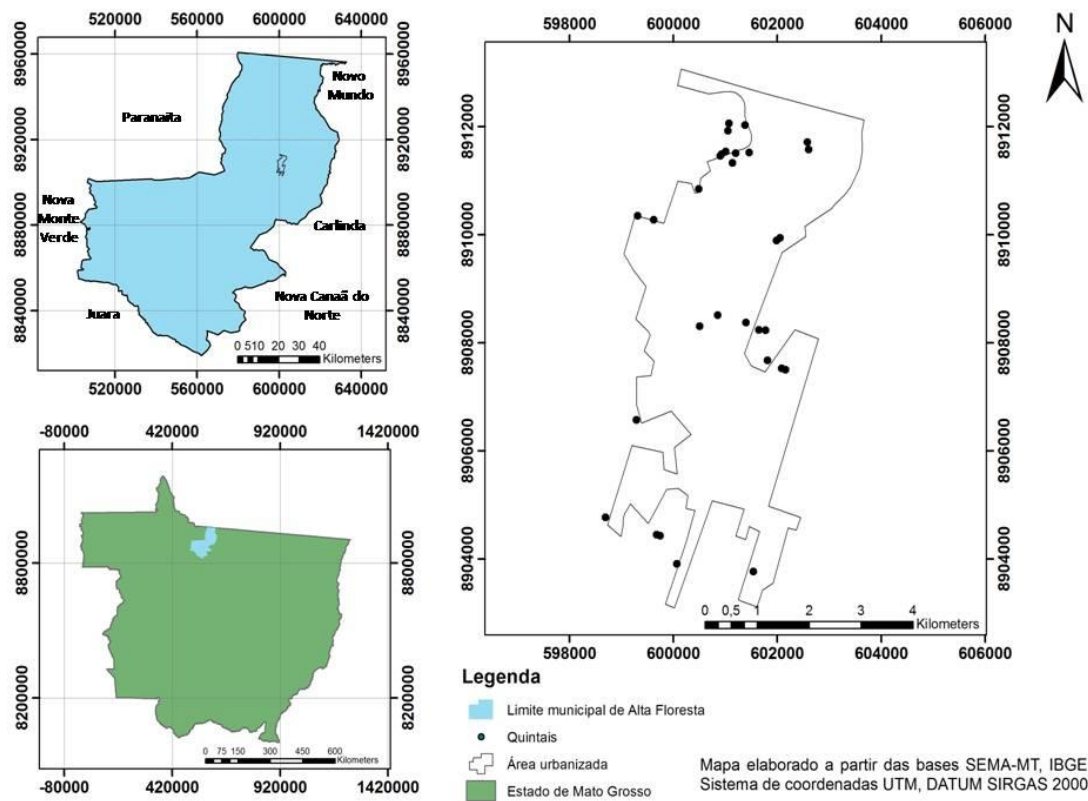 520000 560000 600000 640000
8960000
8920000
8880000
8840000
8960000
8920000
8880000
8840000
Novo
Mundo
Paranaita
Nova
Monte
Verde
Carlinda
Nova Canaã do
Norte
Juara
0 5 10 20 30 40
Kilometers
520000 560000 600000 640000
-80000 420000 920000 1420000
8800000
8200000
8800000
8200000
0 75 150 300 450 600
Kilometers
-80000 420000 920000 1420000
598000 600000 602000 604000 606000
N
8912000
8910000
8908000
8906000
8904000
8912000
8910000
8908000
8906000
8904000
0 0,5 1 2 3 4
Kilometers
598000 600000 602000 604000 606000
Legenda
Limite municipal de Alta Floresta
Quintais
Área urbanizada
Estado de Mato Grosso
Mapa elaborado a partir das bases SEMA-MT, IBGE
Sistema de coordenadas UTM, DATUM SIRGAS 2000